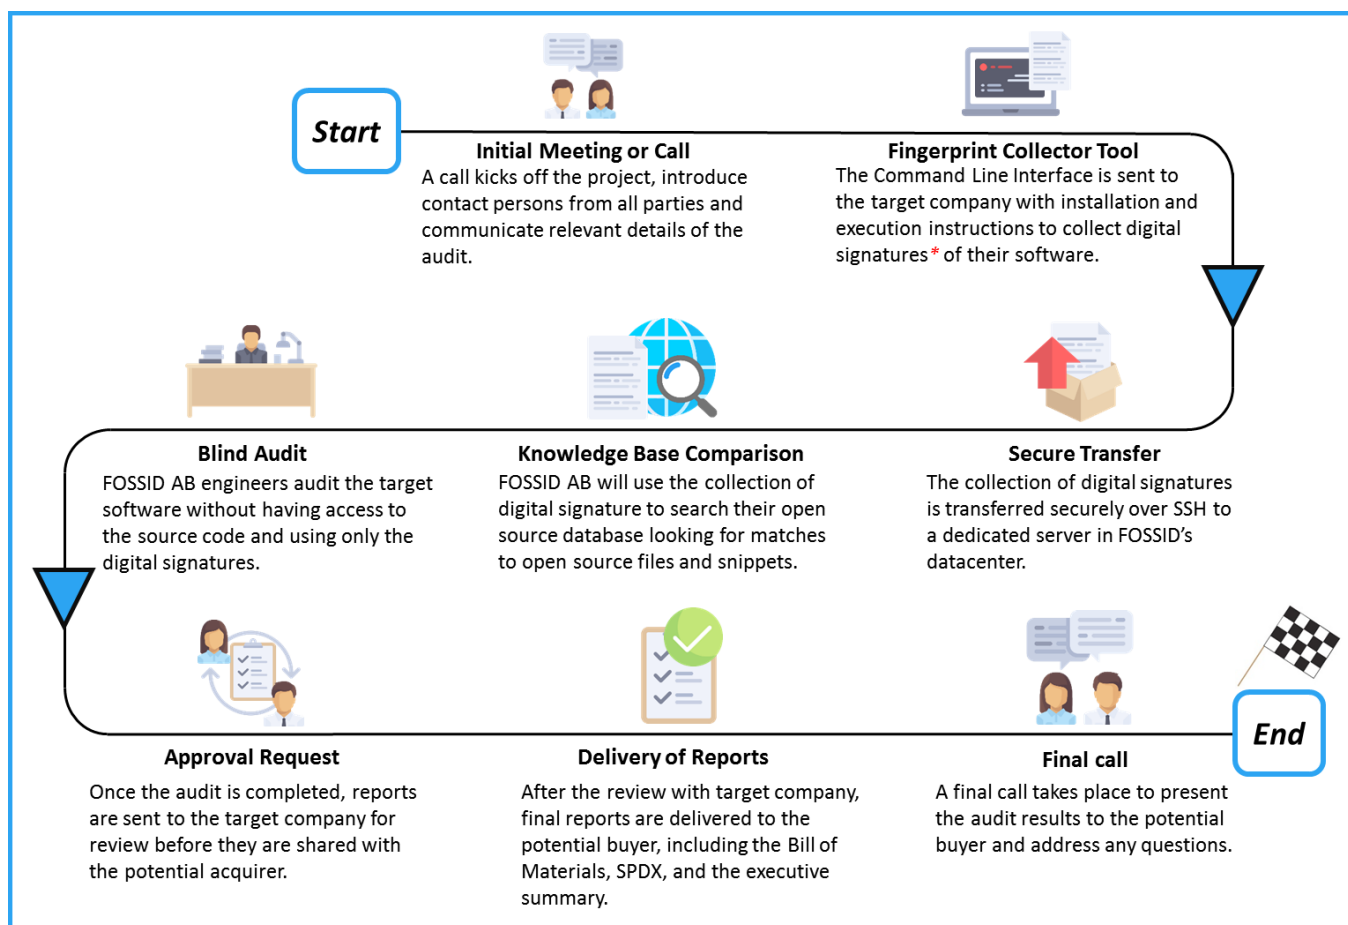 Start
Initial Meeting or Call
A call kicks off the project, introduce
contact persons from all parties and
communicate relevant details of the
audit.
Fingerprint Collector Tool
The Command Line Interface is sent to
the target company with installation and
execution instructions to collect digital
signatures* of their software.
Secure Transfer
The collection of digital signatures
is transferred securely over SSH to
a dedicated server in FOSSID's
datacenter.
Knowledge Base Comparison
FOSSID AB will use the collection of
digital signature to search their open
source database looking for matches
to open source files and snippets.
Blind Audit
FOSSID AB engineers audit the target
software without having access to
the source code and using only the
digital signatures.
Approval Request
Once the audit is completed, reports
are sent to the target company for
review before they are shared with
the potential acquirer.
Delivery of Reports
After the review with target company,
final reports are delivered to the
potential buyer, including the Bill of
Materials, SPDX, and the executive
summary.
Final call
A final call takes place to present
the audit results to the potential
buyer and address any questions.
End